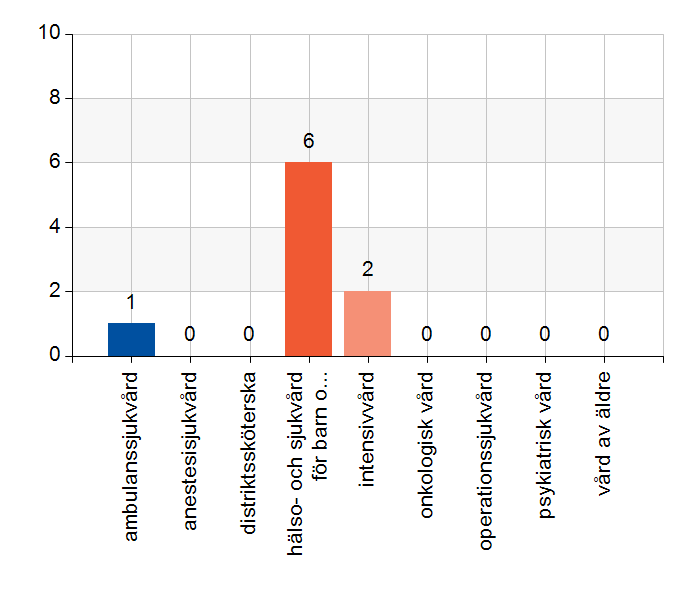 10
8
6
4
2
0
1
0
0
6
2
0
0
0
0
ambulanssjukvård
anestesisjukvård
distriktssköterska
hälso- och sjukvård
för barn o...
intensivvård
onkologisk vård
operationssjukvård
psykiatrisk vård
vård av äldre